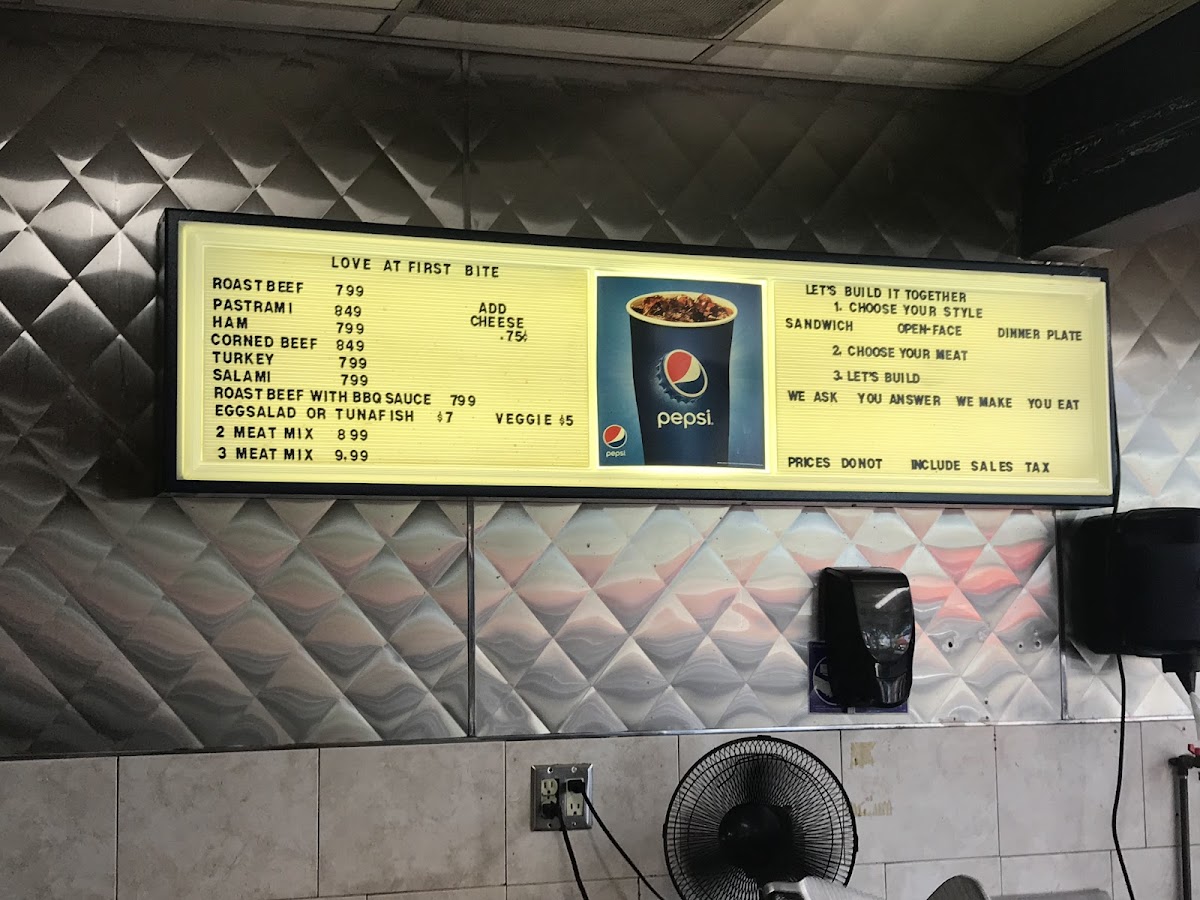 LOVE AT FIRST BITE
ROAST BEEF 799
PASTRAMI 849
HAM 799
CORNED BEEF 849
TURKEY 799
SALAMI 799
ROAST BEEF WITH BBQ SAUCE 799
EGGSALAD OR TUNAFISH $7 VEGGIE $5
2 MEAT MIX 899
3 MEAT MIX 9.99
ADD
CHEESE
.75¢
pepsi
pepsi
LET'S BUILD IT TOGETHER
1. CHOOSE YOUR STYLE
SANDWICH OPEN-FACE DINNER PLATE
2. CHOOSE YOUR MEAT
3. LET'S BUILD
WE ASK YOU ANSWER WE MAKE YOU EAT
PRICES DO NOT INCLUDE SALES TAX